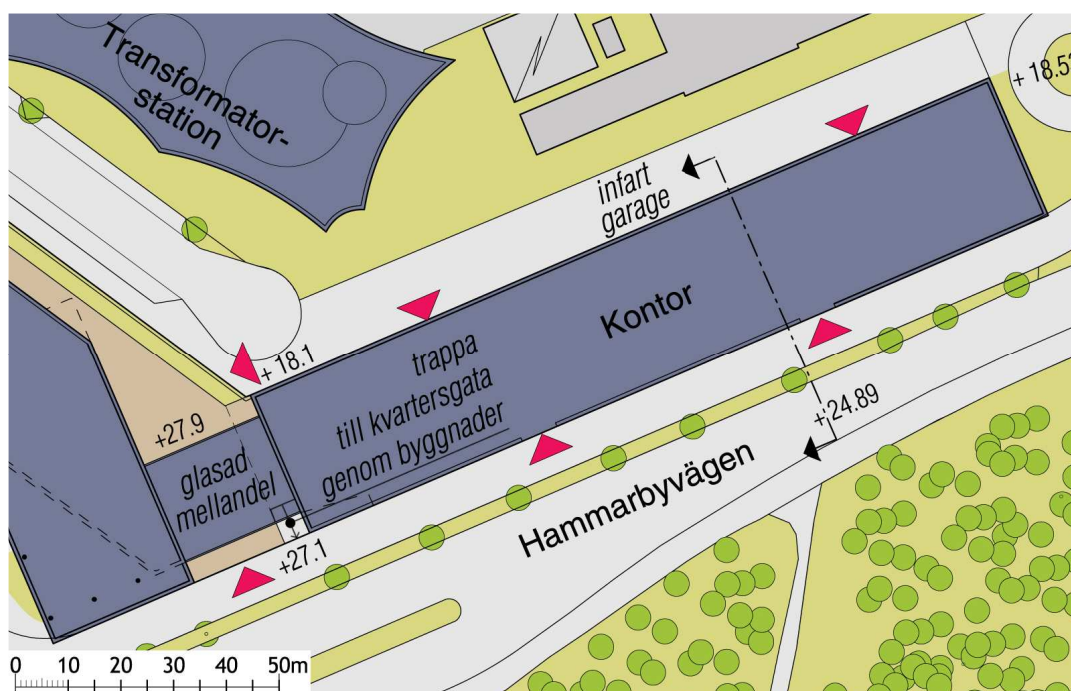 Transformator-
station
+ 18.53
infart
garage
Kontor
+ 18.1
trappa
till kvartersgata
genom byggnader
+27.9
glasad
mellandel
+24.89
Hammarbyvägen
+27.1
0 10 20 30 40 50m